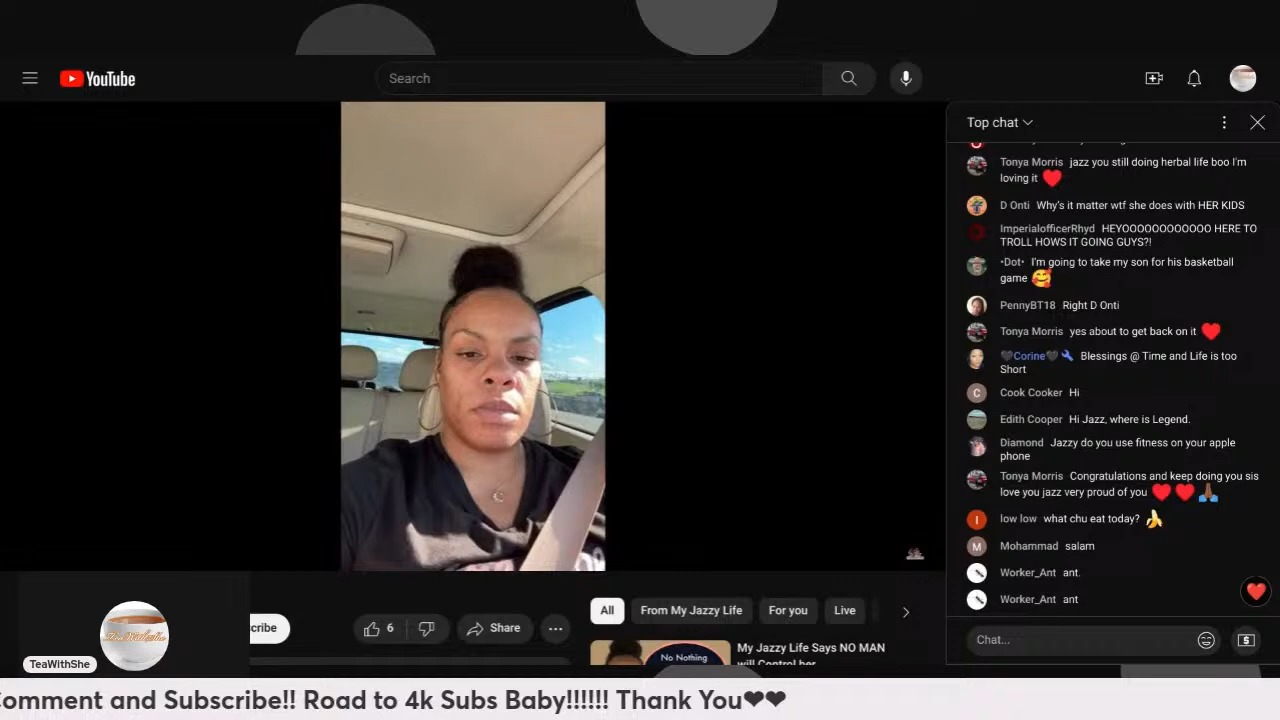 YouTube
Search
Top chat
Tonya Morris jazz you still doing herbal life boo I'm
loving it
D Onti Why's it matter wtf she does with HER KIDS
ImperialofficerRhyd HEYOOOOOOOOOOOO HERE TO
TROLL HOWS IT GOING GUYS?!
•Dot• I'm going to take my son for his basketball
game
PennyBT18 Right D Onti
Tonya Morris yes about to get back on it
Corine Blessings @ Time and Life is too
Short
C Cook Cooker Hi
Edith Cooper Hi Jazz, where is Legend.
Diamond Jazzy do you use fitness on your apple
phone
Tonya Morris Congratulations and keep doing you sis
love you jazz very proud of you
l low low what chu eat today?
M Mohammad salam
Worker_Ant ant.
Worker_Ant ant
Chat...
cribe
6
Share
All
From My Jazzy Life
For you
Live
No Nothing
My Jazzy Life Says NO MAN
will Control her
TeaWithShe
TeaWithShe
Comment and Subscribe!! Road to 4k Subs Baby!!!!!! Thank You❤❤